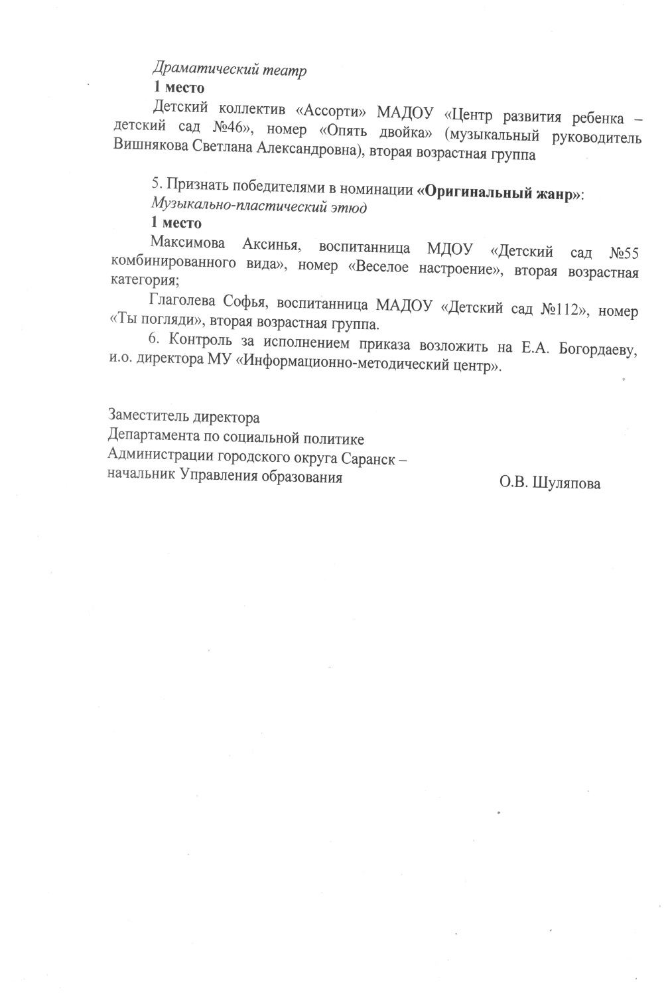 Драматический театр
1 место
Детский коллектив «Ассорти» МАДОУ «Центр развития ребенка –
детский сад №46», номер «Опять двойка» (музыкальный руководитель
Вишнякова Светлана Александровна), вторая возрастная группа
5. Признать победителями в номинации «Оригинальный жанр»:
Музыкально-пластический этюд
1 место
Максимова Аксинья, воспитанница МДОУ «Детский сад №55
комбинированного вида», номер «Веселое настроение», вторая возрастная
категория;
Глаголева Софья, воспитанница МАДОУ «Детский сад №112», номер
«Ты погляди», вторая возрастная группа.
6. Контроль за исполнением приказа возложить на Е.А. Богордаеву,
и.о. директора МУ «Информационно-методический центр».
Заместитель директора
Департамента по социальной политике
Администрации городского округа Саранск –
начальник Управления образования О.В. Шуляпова